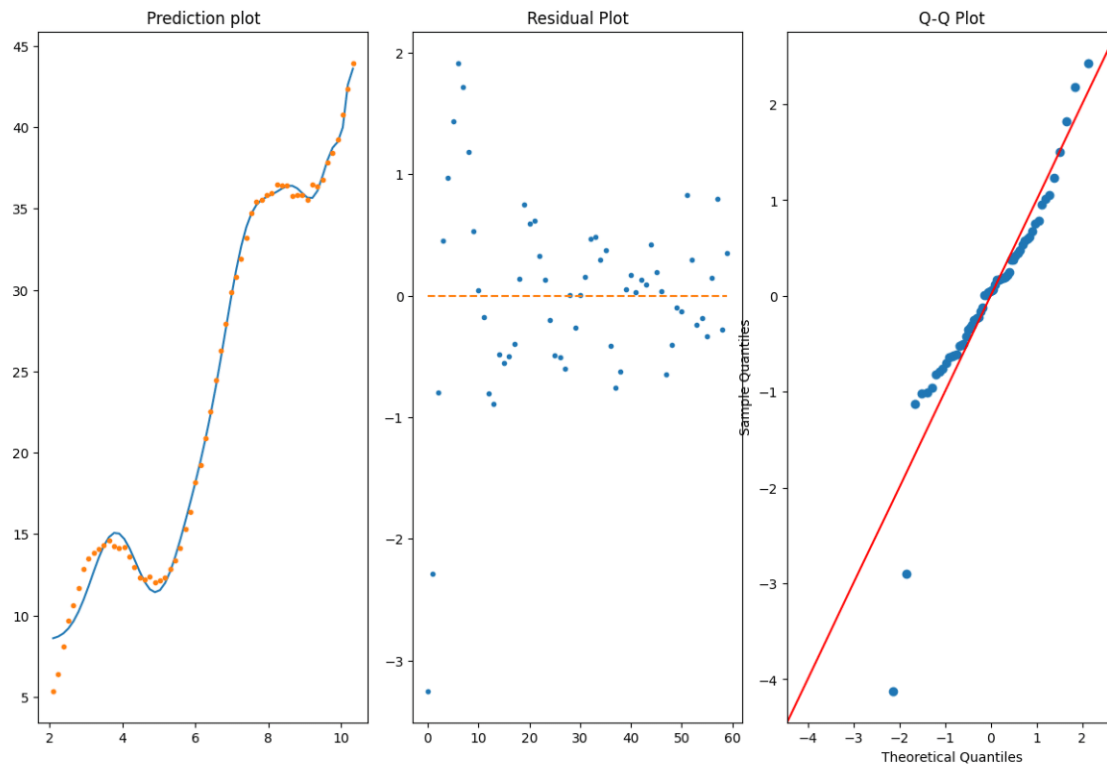 Prediction plot
45
40
35
30
25
20
15
10
5
2 4 6 8 10
Residual Plot
2
1
0
−1
−2
−3
0 10 20 30 40 50 60
Q-Q Plot
Sample Quantiles
2
1
0
−1
−2
−3
−4
−4 −3 −2 −1 0 1 2
Theoretical Quantiles